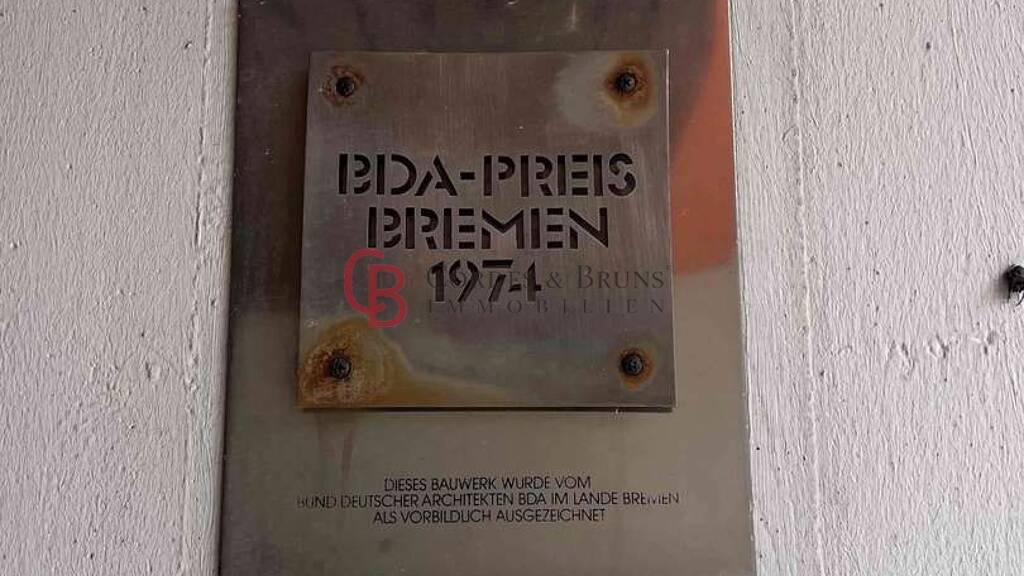 BDA-PREIS
BREMEN
1974
CB
& BRUNS
IMMOBILIEN
DIESES BAUWERK WURDE VOM
BUND DEUTSCHER ARCHITEKTEN BDA IM LANDE BREMEN
ALS VORBILDLICH AUSGEZEICHNET